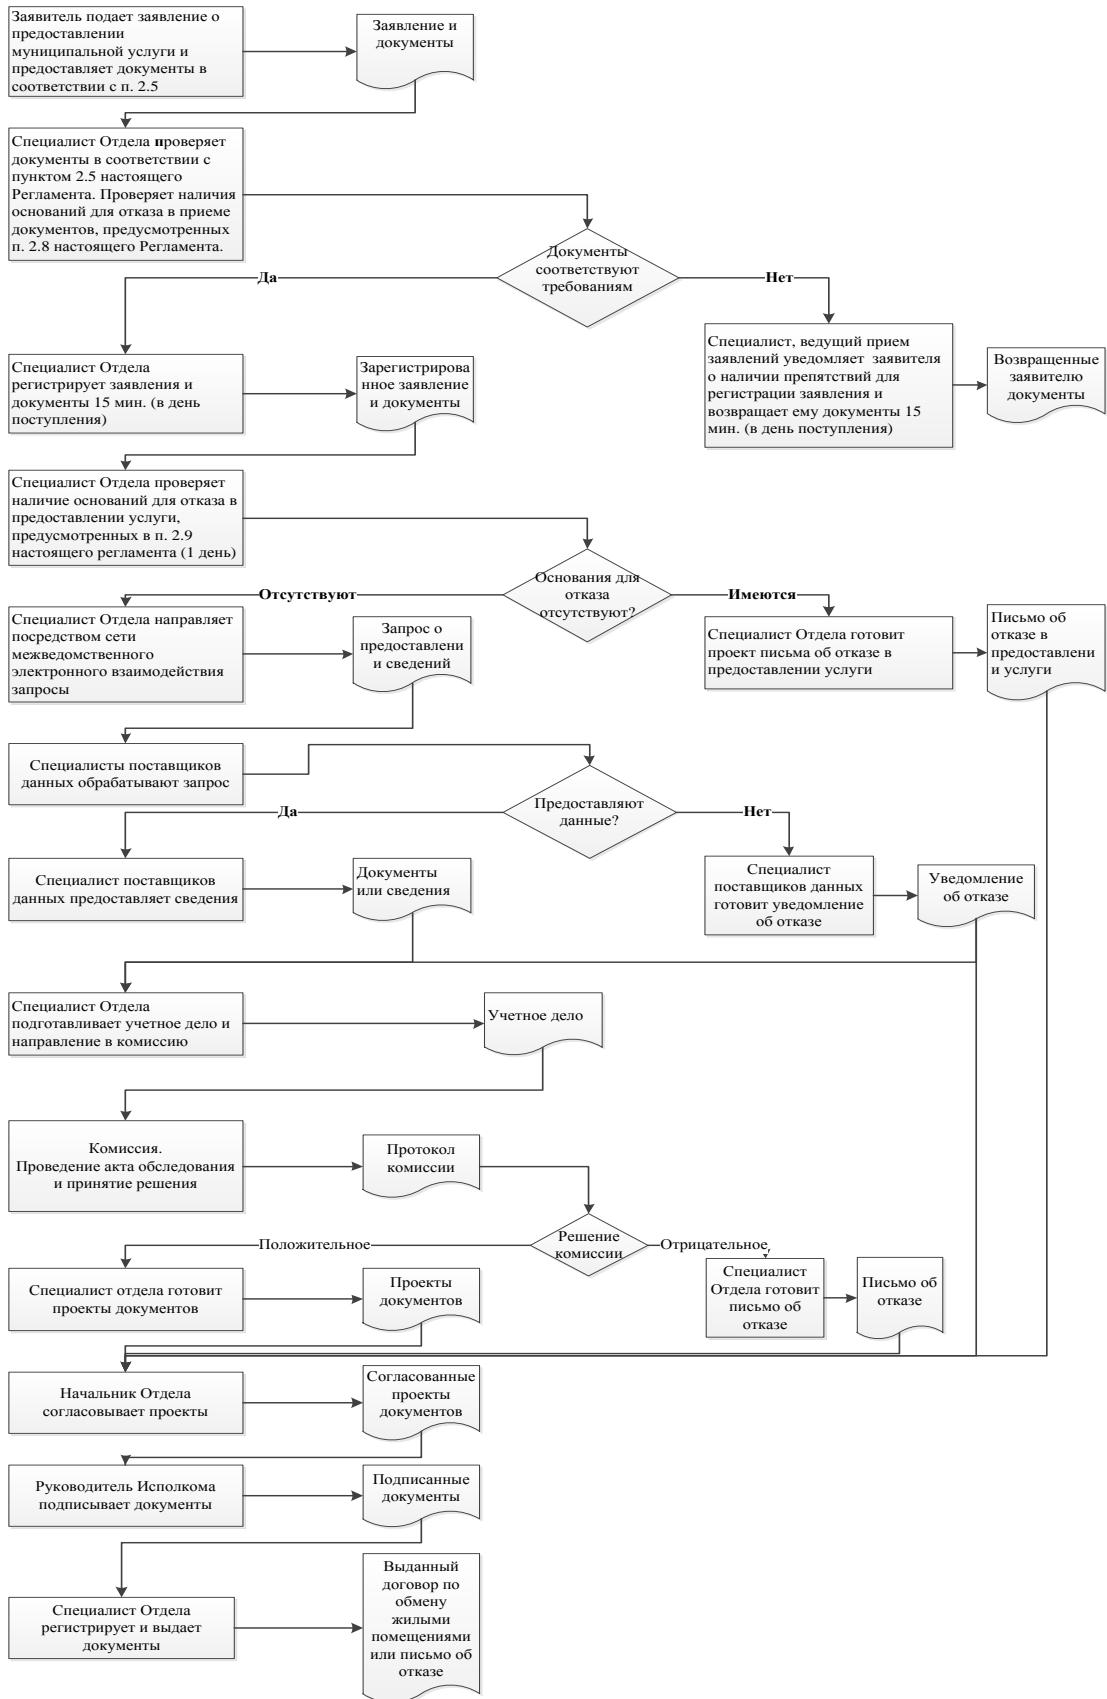 Заявитель подает заявление о
предоставлении
муниципальной услуги и
предоставляет документы в
соответствии с п. 2.5
Заявление и
документы
Специалист Отдела проверяет
документы в соответствии с
пунктом 2.5 настоящего
Регламента. Проверяет наличия
оснований для отказа в приеме
документов, предусмотренных
п. 2.8 настоящего Регламента.
Документы
соответствуют
требованиям
Да
Нет
Специалист Отдела
регистрирует заявления и
документы 15 мин. (в день
поступления)
Зарегистрирова
нное заявление
и документы
Специалист, ведущий прием
заявлений уведомляет заявителя
о наличии препятствий для
регистрации заявления и
возвращает ему документы 15
мин. (в день поступления)
Возвращенные
заявителю
документы
Специалист Отдела проверяет
наличие оснований для отказа в
предоставлении услуги,
предусмотренных в п. 2.9
настоящего регламента (1 день)
Основания для
отказа
отсутствуют?
Отсутствуют
Имеются
Специалист Отдела направляет
посредством сети
межведомственного
электронного взаимодействия
запросы
Запрос о
предоставлени
и сведений
Специалист Отдела готовит
проект письма об отказе в
предоставлении услуги
Письмо об
отказе в
предоставлени
и услуги
Специалисты поставщиков
данных обрабатывают запрос
Предоставляют
данные?
Да
Нет
Специалист поставщиков
данных предоставляет сведения
Документы
или сведения
Специалист
поставщиков данных
готовит уведомление
об отказе
Уведомление
об отказе
Специалист Отдела
подготавливает учетное дело и
направление в комиссию
Учетное дело
Комиссия.
Проведение акта обследования
и принятие решения
Протокол
комиссии
Решение
комиссии
Положительное
Отрицательное
Специалист отдела готовит
проекты документов
Проекты
документов
Специалист
Отдела готовит
письмо об
отказе
Письмо об
отказе
Начальник Отдела
согласовывает проекты
Согласованные
проекты
документов
Руководитель Исполкома
подписывает документы
Подписанные
документы
Специалист Отдела
регистрирует и выдает
документы
Выданный
договор по
обмену
жилыми
помещениями
или письмо об
отказе